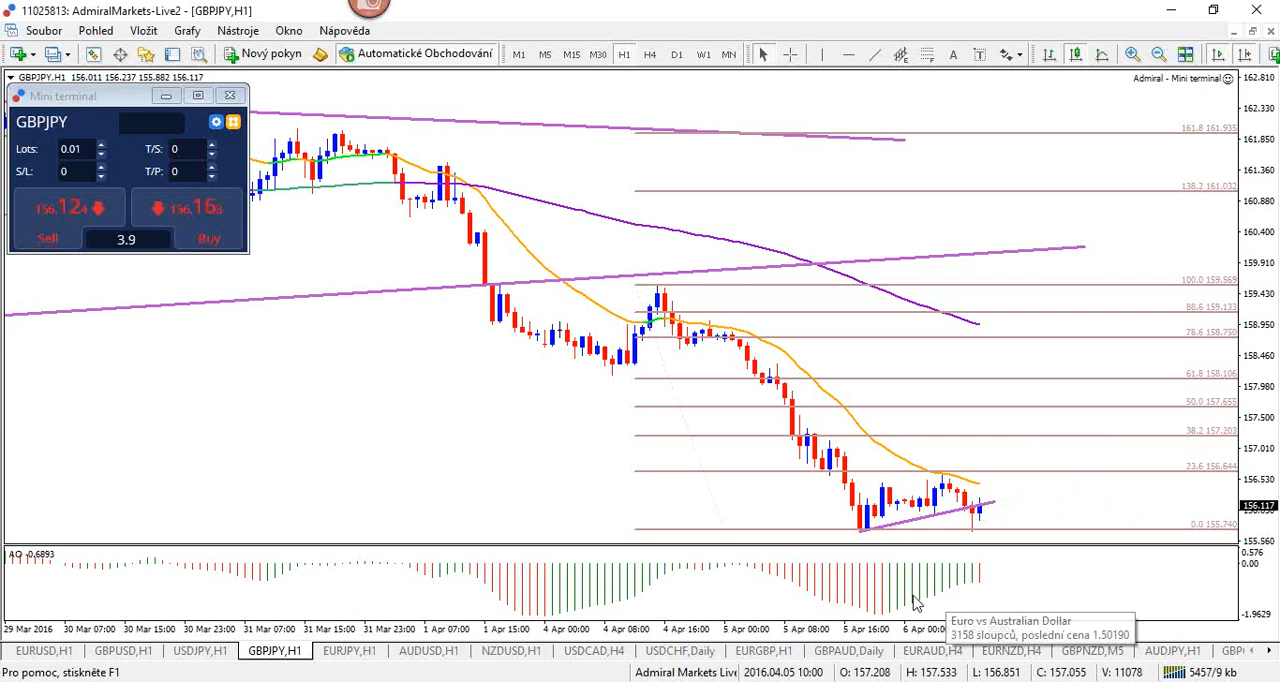 11025813: AdmiralMarkets-Live2 - [GBPJPY,H1]
Soubor Pohled Vložit Grafy Nástroje Okno Nápověda
Nový pokyn Automatické Obchodování M1 M5 M15 M30 H1 H4 D1 W1 MN A T
GBPJPY,H1 156.011 156.237 155.882 156.117
Admiral - Mini terminal
Mini terminal
GBPJPY
Lots: 0.01 T/S: 0
S/L: 0 T/P: 0
156.124 156.163
Sell 3.9 Buy
162.810
162.330
161.850
161.360
160.880
160.400
159.910
159.430
158.950
158.460
157.980
157.500
157.010
156.530
156.117
155.560
161.8 161.935
138.2 161.032
100.0 159.569
88.6 159.133
78.6 158.750
61.8 158.106
50.0 157.655
38.2 157.203
23.6 156.644
0.0 155.740
AO -0.6893
0.576
0.00
-1.9629
29 Mar 2016 30 Mar 07:00 30 Mar 15:00 30 Mar 23:00 31 Mar 07:00 31 Mar 15:00 31 Mar 23:00 1 Apr 07:00 1 Apr 15:00 4 Apr 00:00 4 Apr 08:00 4 Apr 16:00 5 Apr 00:00 5 Apr 08:00 5 Apr 16:00 6 Apr 00:00
Euro vs Australian Dollar
3158 sloupců, poslední cena 1.50190
EURUSD,H1 GBPUSD,H1 USDJPY,H1 GBPJPY,H1 EURJPY,H1 AUDUSD,H1 NZDUSD,H1 USDCAD,H4 USDCHF,Daily EURGBP,H1 GBPAUD,Daily EURAUD,H4 EURNZD,H4 GBPNZD,M5 AUDJPY,H1
Pro pomoc, stiskněte F1 Admiral Markets Live 2016.04.05 10:00 O: 157.208 H: 157.533 L: 156.851 C: 157.055 V: 11078 5457/9 kb